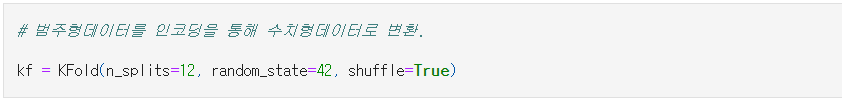 # 범주형데이터를 인코딩을 통해 수치형데이터로 변환.
kf = KFold(n_splits=12, random_state=42, shuffle=True)